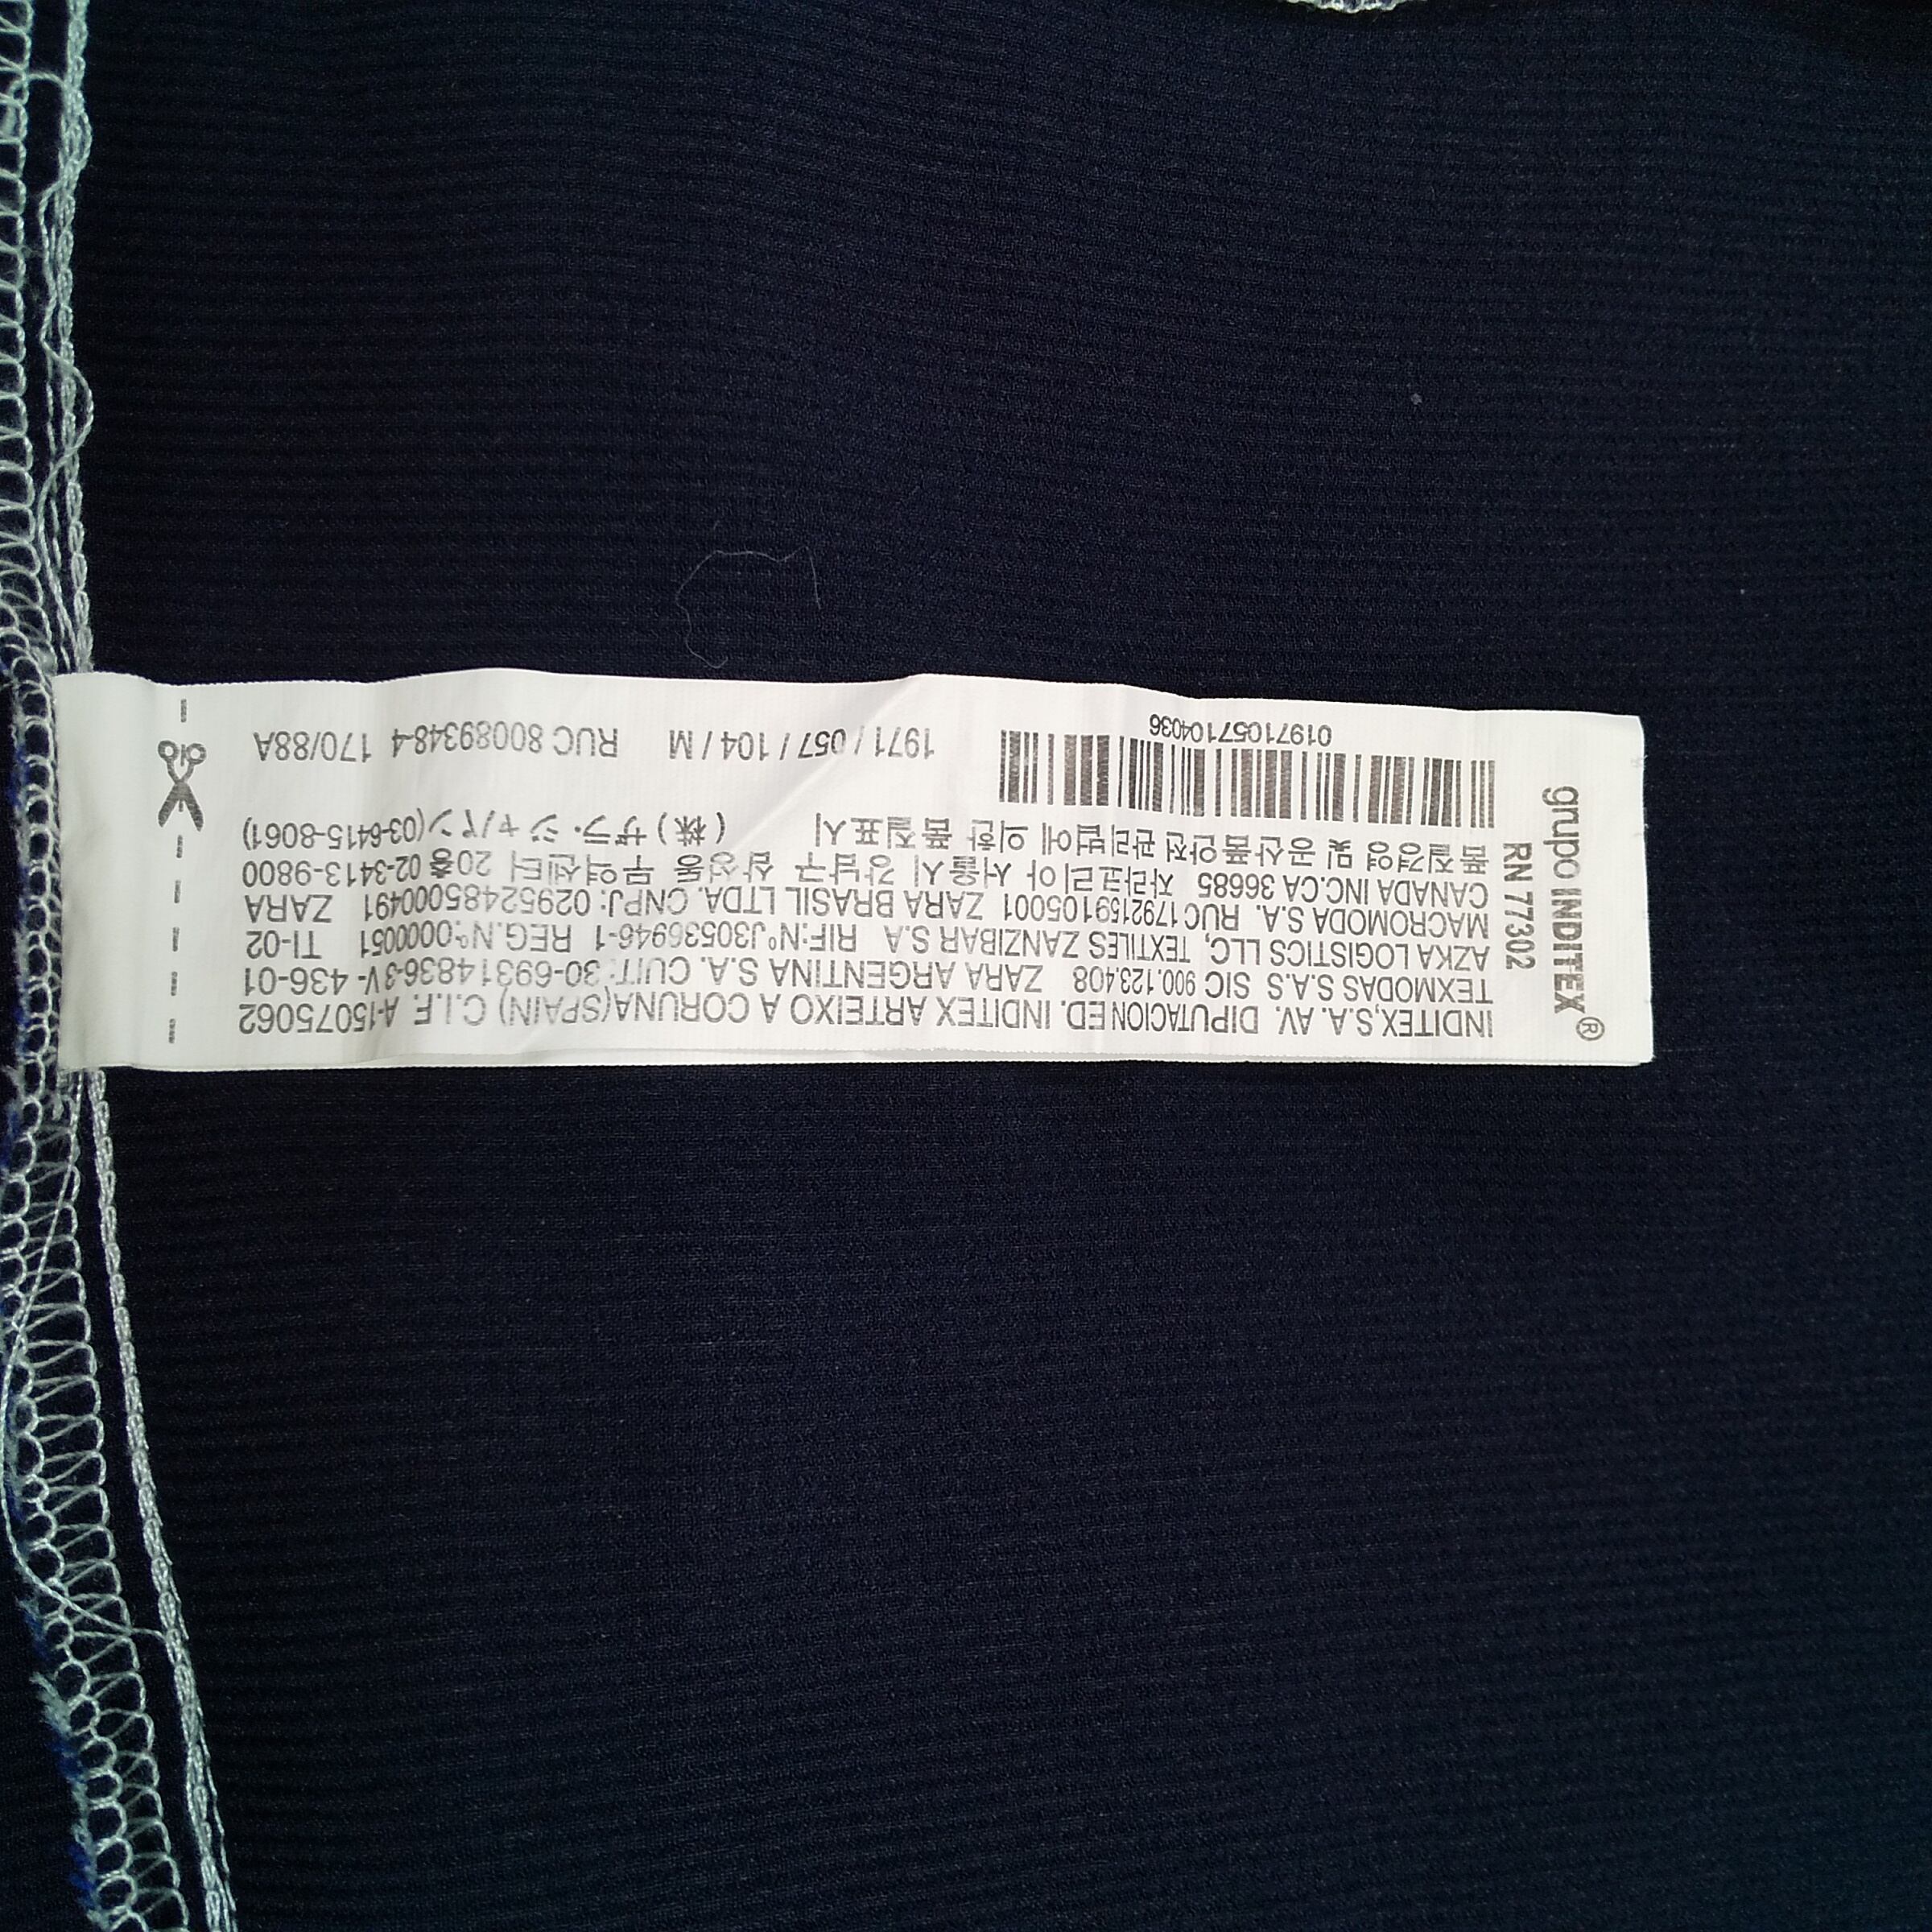 INDITEX,S.A. AV. DIPUTACION ED. INDITEX ARTEIXO A CORUNA(SPAIN) C.I.F. A-15075062
TEXMODAS S.A.S SIC 900.123.408 ZARA ARGENTINA S.A. CUIT: 30-69314836-3V- 436-01
AZKA LOGISTICS LLC, TEXTILES ZANZIBAR S.A RIF:NºJ30536946-1 REG.Nº:0000051 TI-02
MACROMODA S.A. RUC 1792159105001 ZARA BRASIL LTDA. CNPJ: 02952485000491 ZARA
CANADA INC.CA 36685 자라코리아 서울시 강남구 삼성동 무역센터 20층 02-3413-9800
품질경영 및 공산품안전관리법에 의한 품질표시 (株)ザラ・ジャパン(03-6415-8061)
01971057104036
1971 / 057 / 104 / M RUC 80089348-4 170/88A
grupo INDITEX ®
RN 77302